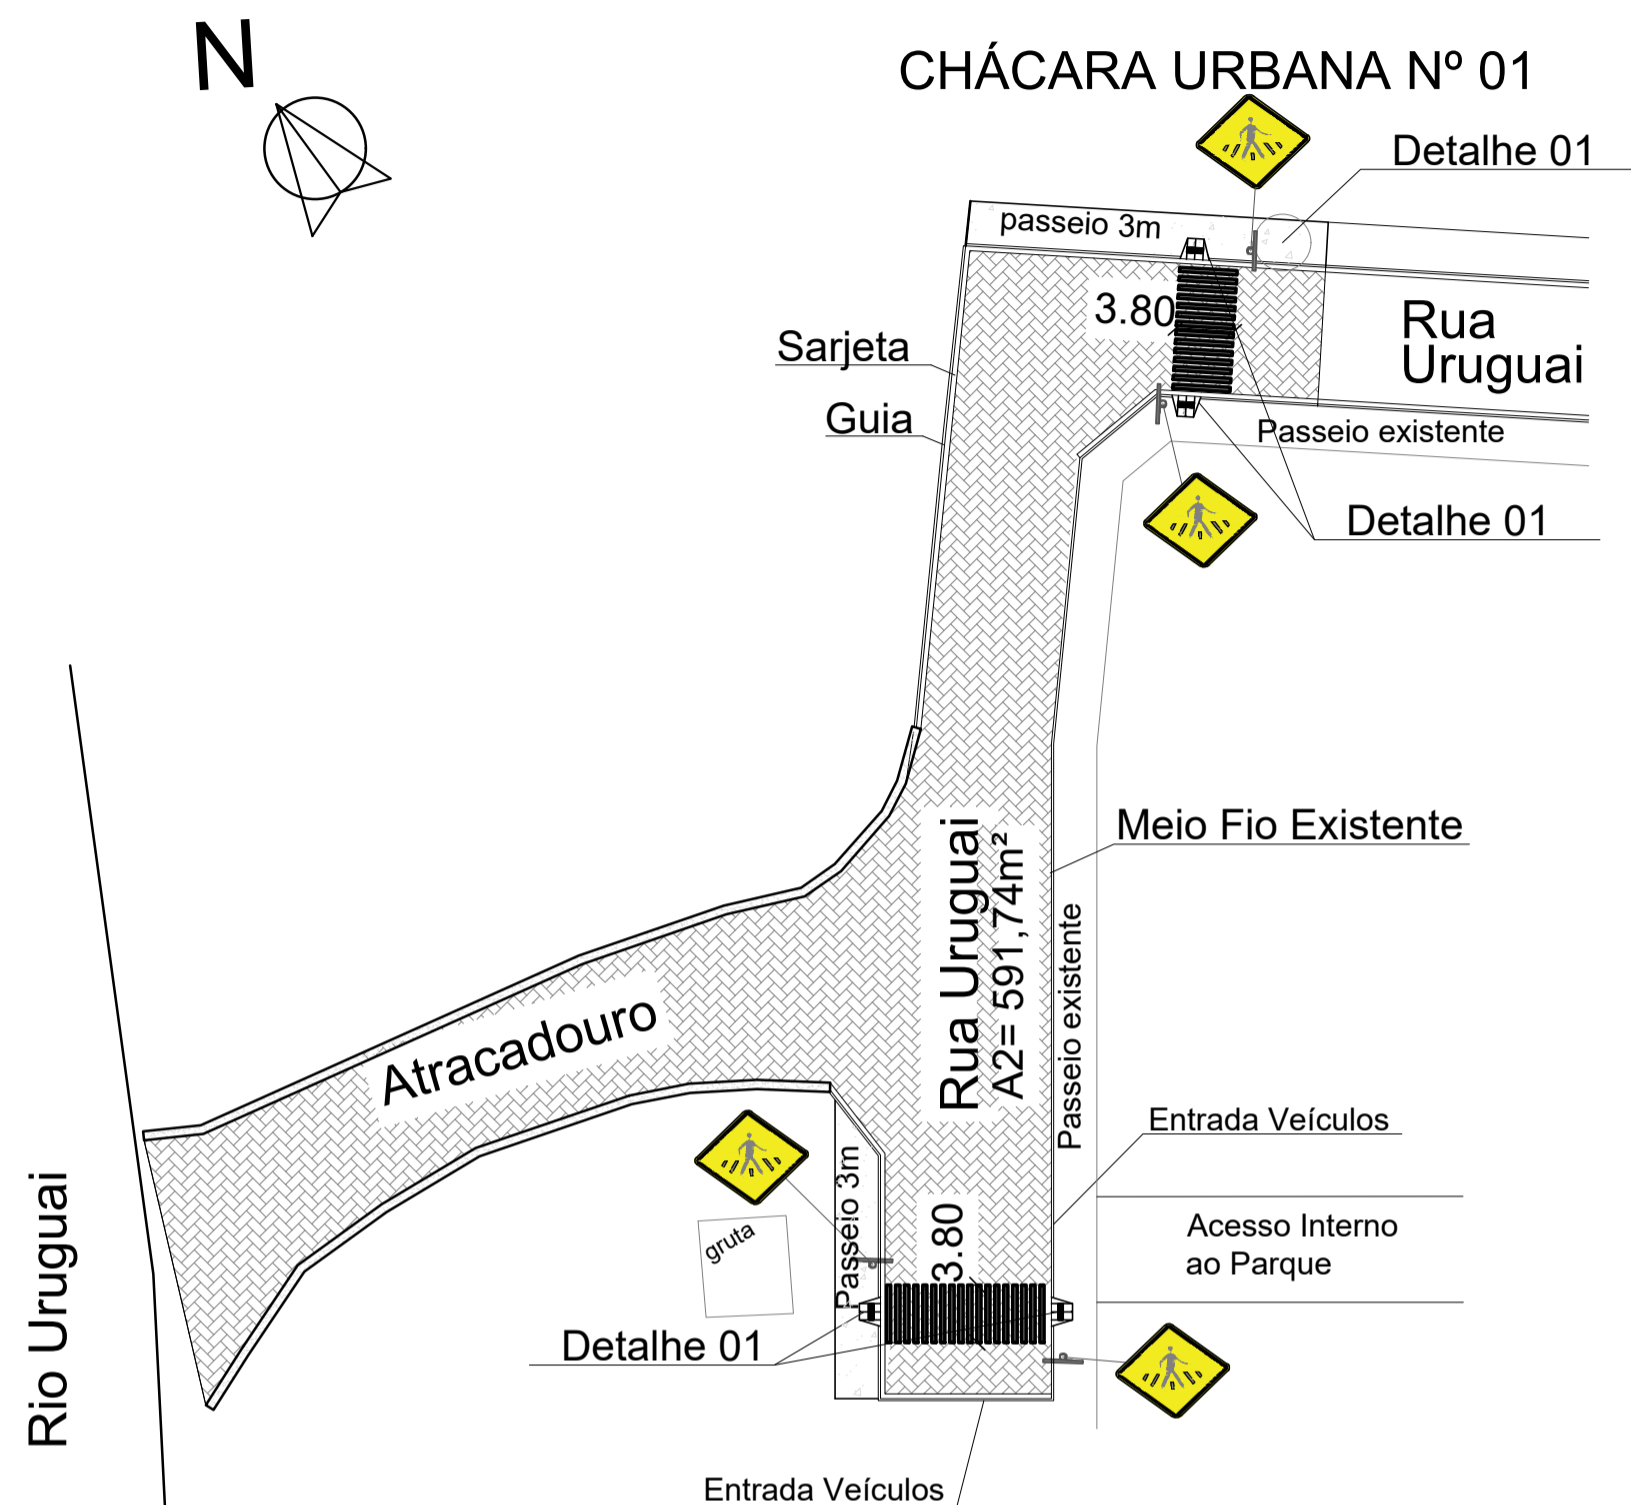 N
CHÁCARA URBANA Nº 01
Detalhe 01
passeio 3m
3.80
Rua
Uruguai
Sarjeta
Guia
Passeio existente
Detalhe 01
Meio Fio Existente
Rua Uruguai
A2= 591,74m²
Passeio existente
Atracadouro
Entrada Veículos
Passeio 3m
3.80
gruta
Acesso Interno
ao Parque
Rio Uruguai
Detalhe 01
Entrada Veículos